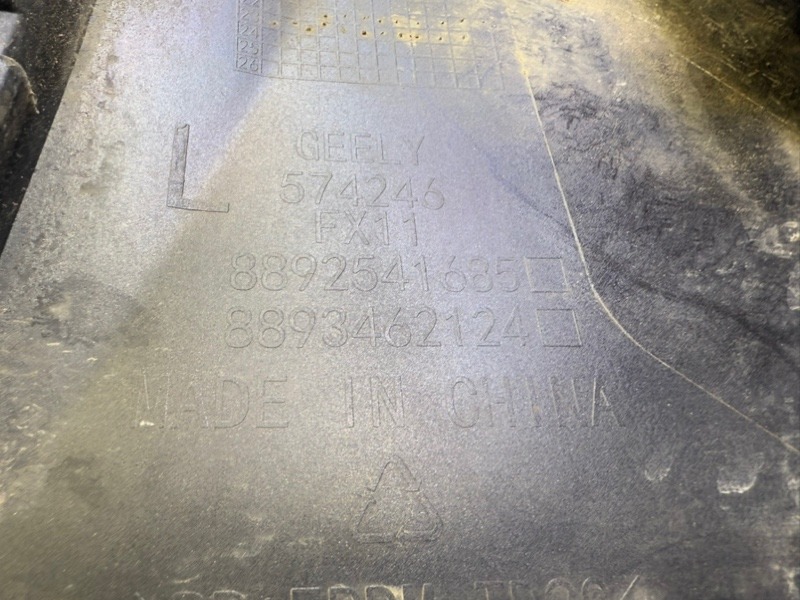 L
GEELY
574246
FX11
8892541685
8893462124
MADE IN CHINA